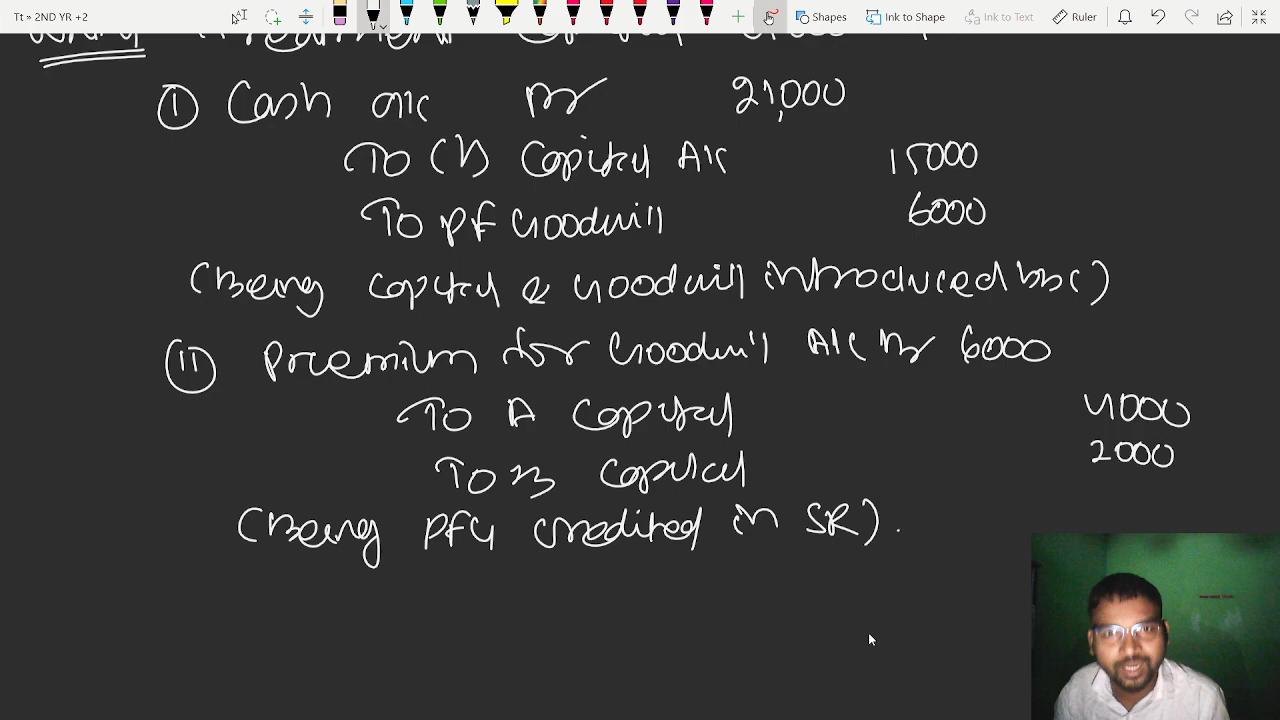 Tt » 2ND YR +2
Shapes Ink to Shape Ink to Text Ruler
Capital
(I) Cash a/c Dr 21,000
To C's Capital A/c 15000
To Pf Goodwill 6000
(Being capital & Goodwill introduced by C)
(II) Premium for Goodwill A/c Dr 6000
To A Capital 4000
To B Capital 2000
(Being PFG credited in SR).